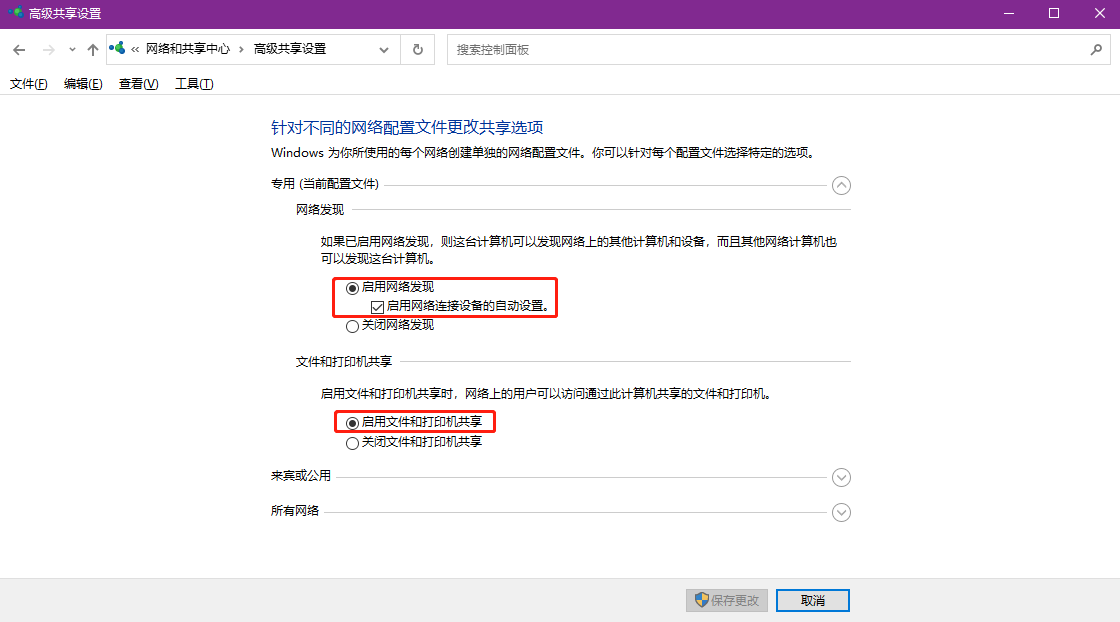 高级共享设置
« 网络和共享中心 › 高级共享设置
搜索控制面板
文件(F) 编辑(E) 查看(V) 工具(T)
针对不同的网络配置文件更改共享选项
Windows 为你所使用的每个网络创建单独的网络配置文件。你可以针对每个配置文件选择特定的选项。
专用 (当前配置文件)
网络发现
如果已启用网络发现，则这台计算机可以发现网络上的其他计算机和设备，而且其他网络计算机也
可以发现这台计算机。
启用网络发现
启用网络连接设备的自动设置。
关闭网络发现
文件和打印机共享
启用文件和打印机共享时，网络上的用户可以访问通过此计算机共享的文件和打印机。
启用文件和打印机共享
关闭文件和打印机共享
来宾或公用
所有网络
保存更改 取消